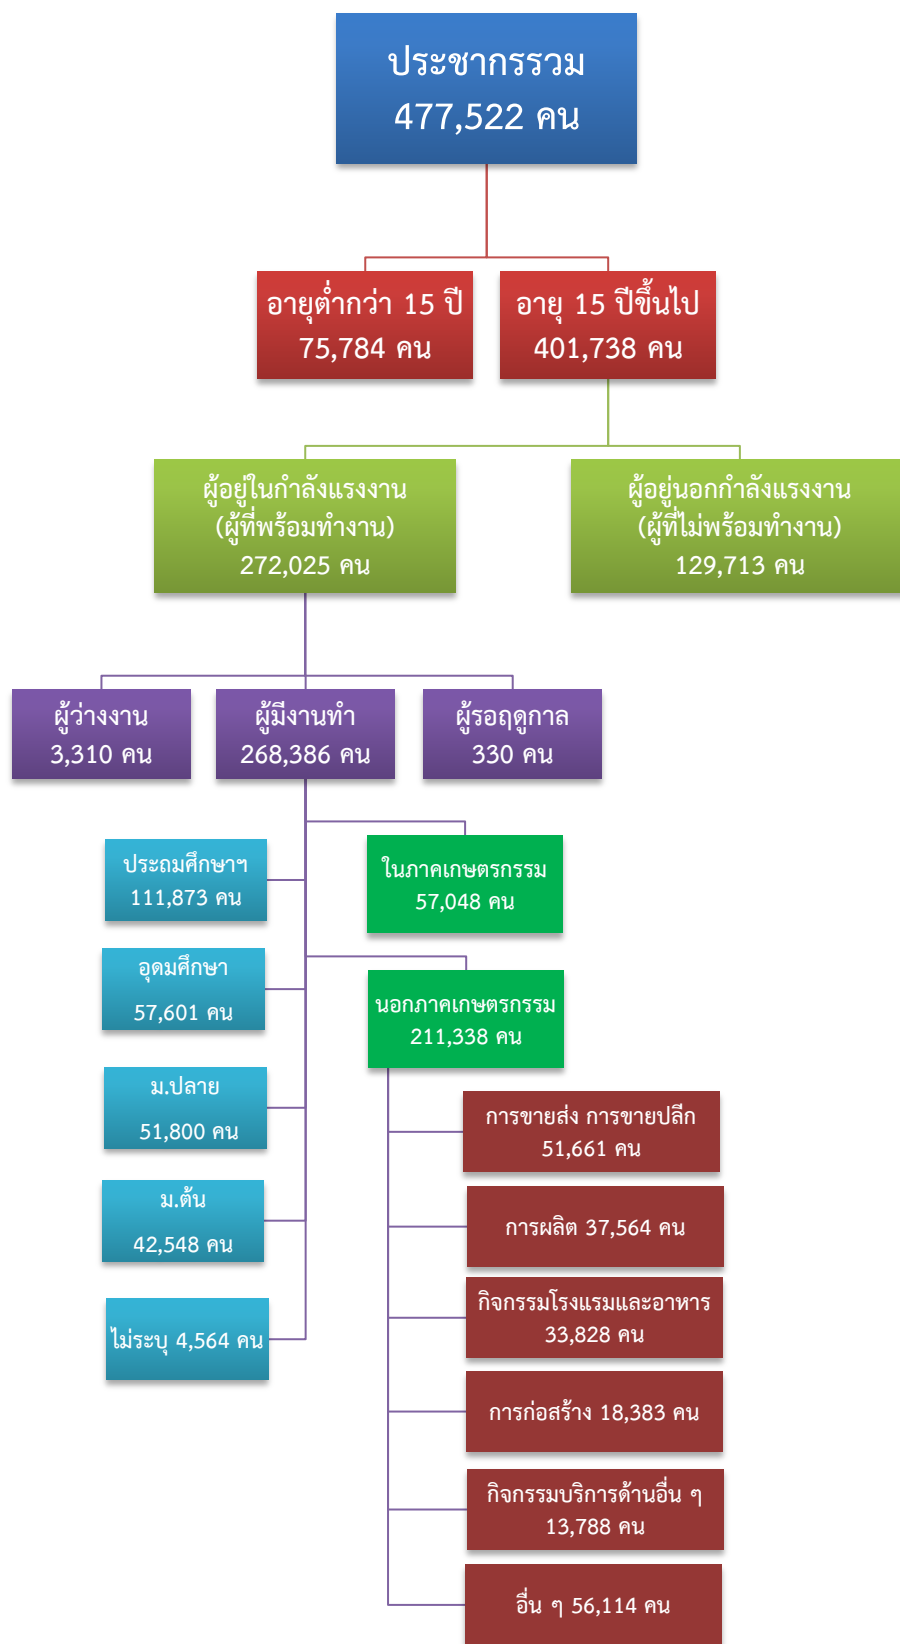 ประชากรรวม
477,522 คน
อายุต่ำกว่า 15 ปี
75,784 คน
อายุ 15 ปีขึ้นไป
401,738 คน
ผู้อยู่ในกำลังแรงงาน
(ผู้ที่พร้อมทำงาน)
272,025 คน
ผู้อยู่นอกกำลังแรงงาน
(ผู้ที่ไม่พร้อมทำงาน)
129,713 คน
ผู้ว่างงาน
3,310 คน
ผู้มีงานทำ
268,386 คน
ผู้รอฤดูกาล
330 คน
ประถมศึกษาฯ
111,873 คน
อุดมศึกษา
57,601 คน
ม.ปลาย
51,800 คน
ม.ต้น
42,548 คน
ไม่ระบุ 4,564 คน
ในภาคเกษตรกรรม
57,048 คน
นอกภาคเกษตรกรรม
211,338 คน
การขายส่ง การขายปลีก
51,661 คน
การผลิต 37,564 คน
กิจกรรมโรงแรมและอาหาร
33,828 คน
การก่อสร้าง 18,383 คน
กิจกรรมบริการด้านอื่น ๆ
13,788 คน
อื่น ๆ 56,114 คน